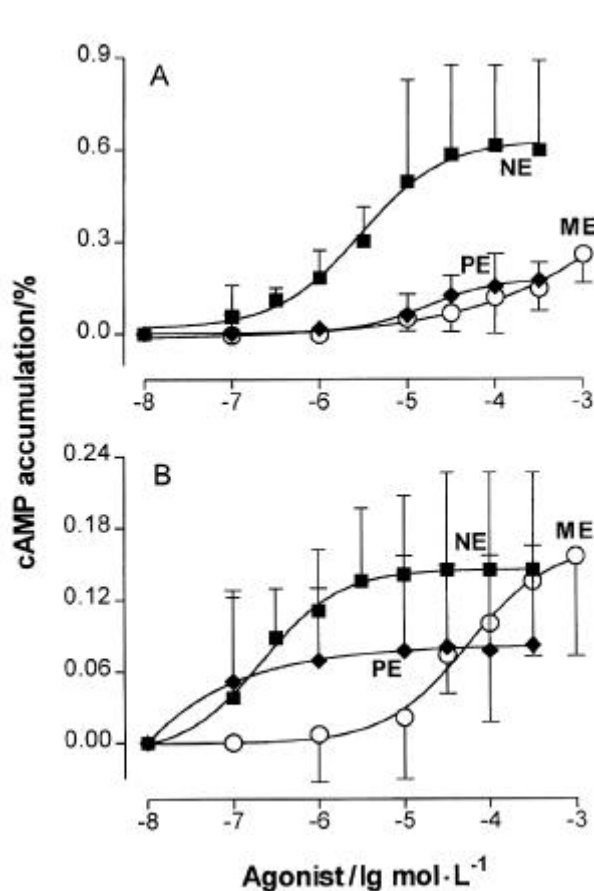 A
0.9
0.6
0.3
0.0
NE
ME
PE
-8 -7 -6 -5 -4 -3
cAMP accumulation/%
B
0.24
0.18
0.12
0.06
0.00
NE
ME
PE
-8 -7 -6 -5 -4 -3
Agonist/lg mol·L-1